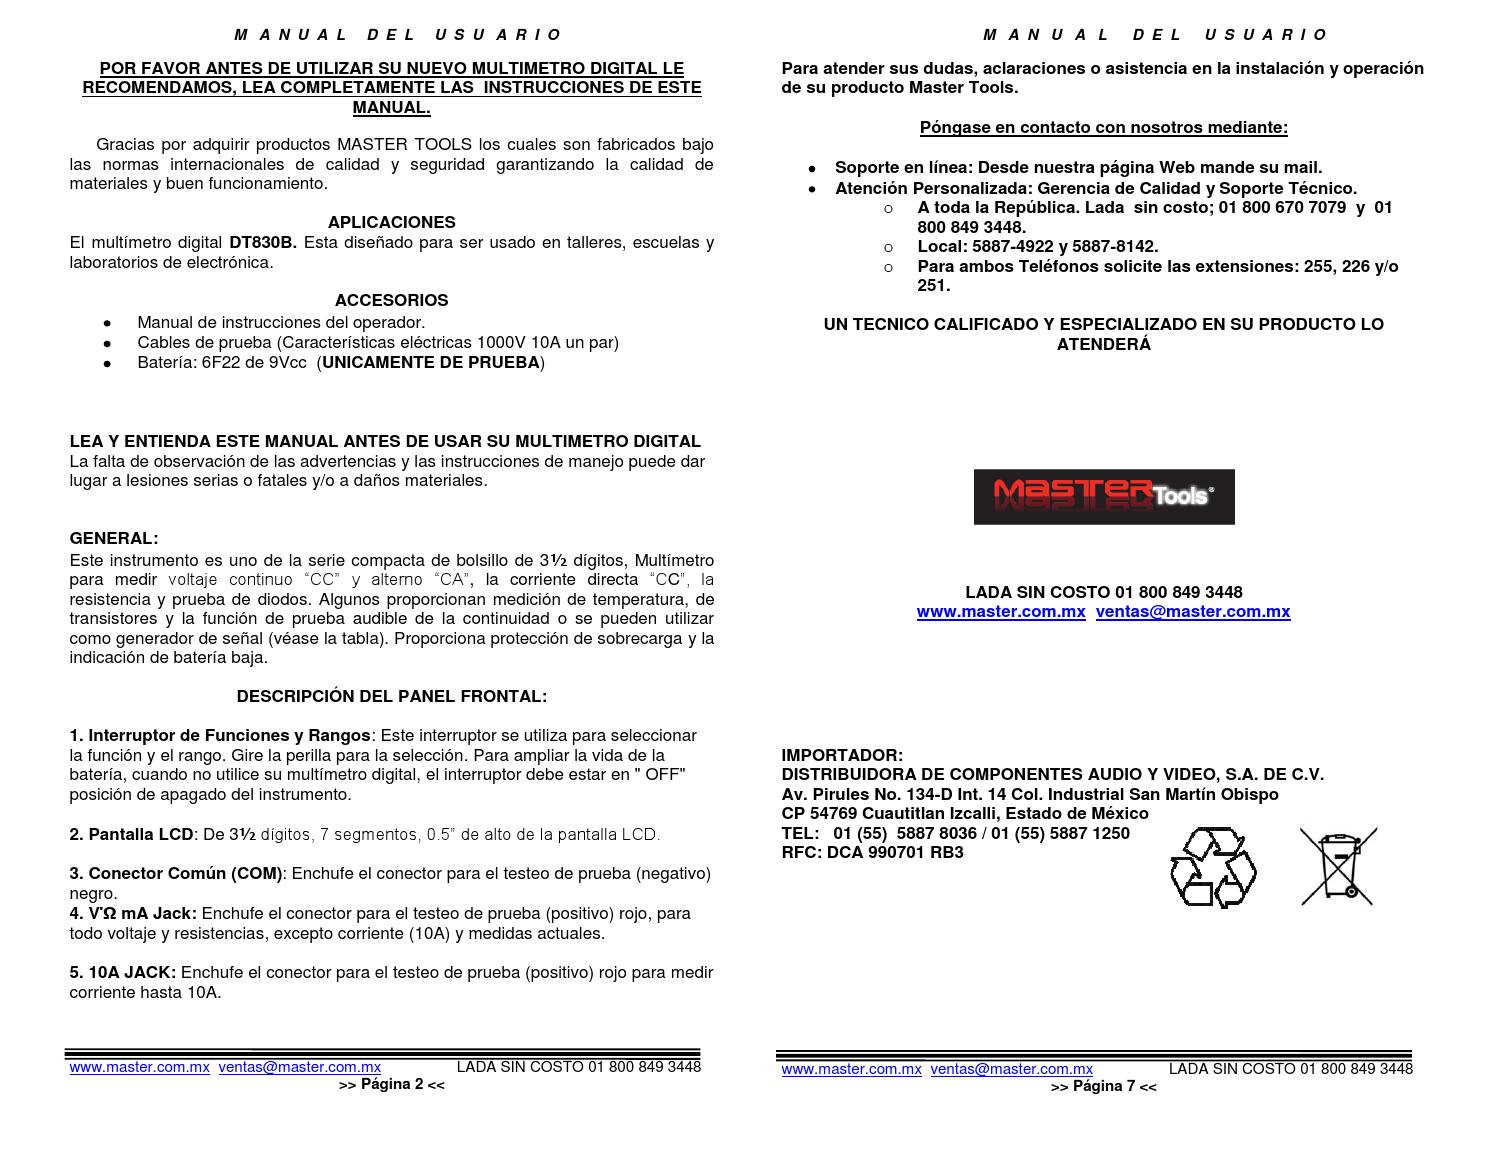 MANUAL DEL USUARIO
POR FAVOR ANTES DE UTILIZAR SU NUEVO MULTIMETRO DIGITAL LE
RECOMENDAMOS, LEA COMPLETAMENTE LAS INSTRUCCIONES DE ESTE
MANUAL.
Gracias por adquirir productos MASTER TOOLS los cuales son fabricados bajo
las normas internacionales de calidad y seguridad garantizando la calidad de
materiales y buen funcionamiento.
APLICACIONES
El multímetro digital DT830B. Esta diseñado para ser usado en talleres, escuelas y
laboratorios de electrónica.
ACCESORIOS
● Manual de instrucciones del operador.
● Cables de prueba (Características eléctricas 1000V 10A un par)
● Batería: 6F22 de 9Vcc (UNICAMENTE DE PRUEBA)
LEA Y ENTIENDA ESTE MANUAL ANTES DE USAR SU MULTIMETRO DIGITAL
La falta de observación de las advertencias y las instrucciones de manejo puede dar
lugar a lesiones serias o fatales y/o a daños materiales.
GENERAL:
Este instrumento es uno de la serie compacta de bolsillo de 3½ dígitos, Multímetro
para medir voltaje continuo “CC” y alterno “CA”, la corriente directa “CC”, la
resistencia y prueba de diodos. Algunos proporcionan medición de temperatura, de
transistores y la función de prueba audible de la continuidad o se pueden utilizar
como generador de señal (véase la tabla). Proporciona protección de sobrecarga y la
indicación de batería baja.
DESCRIPCIÓN DEL PANEL FRONTAL:
1. Interruptor de Funciones y Rangos: Este interruptor se utiliza para seleccionar
la función y el rango. Gire la perilla para la selección. Para ampliar la vida de la
batería, cuando no utilice su multímetro digital, el interruptor debe estar en " OFF"
posición de apagado del instrumento.
2. Pantalla LCD: De 3½ dígitos, 7 segmentos, 0.5” de alto de la pantalla LCD.
3. Conector Común (COM): Enchufe el conector para el testeo de prueba (negativo)
negro.
4. V˙Ω mA Jack: Enchufe el conector para el testeo de prueba (positivo) rojo, para
todo voltaje y resistencias, excepto corriente (10A) y medidas actuales.
5. 10A JACK: Enchufe el conector para el testeo de prueba (positivo) rojo para medir
corriente hasta 10A.
www.master.com.mx ventas@master.com.mx LADA SIN COSTO 01 800 849 3448
>> Página 2 <<
MANUAL DEL USUARIO
Para atender sus dudas, aclaraciones o asistencia en la instalación y operación
de su producto Master Tools.
Póngase en contacto con nosotros mediante:
● Soporte en línea: Desde nuestra página Web mande su mail.
● Atención Personalizada: Gerencia de Calidad y Soporte Técnico.
o A toda la República. Lada sin costo; 01 800 670 7079 y 01
800 849 3448.
o Local: 5887-4922 y 5887-8142.
o Para ambos Teléfonos solicite las extensiones: 255, 226 y/o
251.
UN TECNICO CALIFICADO Y ESPECIALIZADO EN SU PRODUCTO LO
ATENDERÁ
MASTER Tools®
LADA SIN COSTO 01 800 849 3448
www.master.com.mx ventas@master.com.mx
IMPORTADOR:
DISTRIBUIDORA DE COMPONENTES AUDIO Y VIDEO, S.A. DE C.V.
Av. Pirules No. 134-D Int. 14 Col. Industrial San Martín Obispo
CP 54769 Cuautitlan Izcalli, Estado de México
TEL: 01 (55) 5887 8036 / 01 (55) 5887 1250
RFC: DCA 990701 RB3
www.master.com.mx ventas@master.com.mx LADA SIN COSTO 01 800 849 3448
>> Página 7 <<